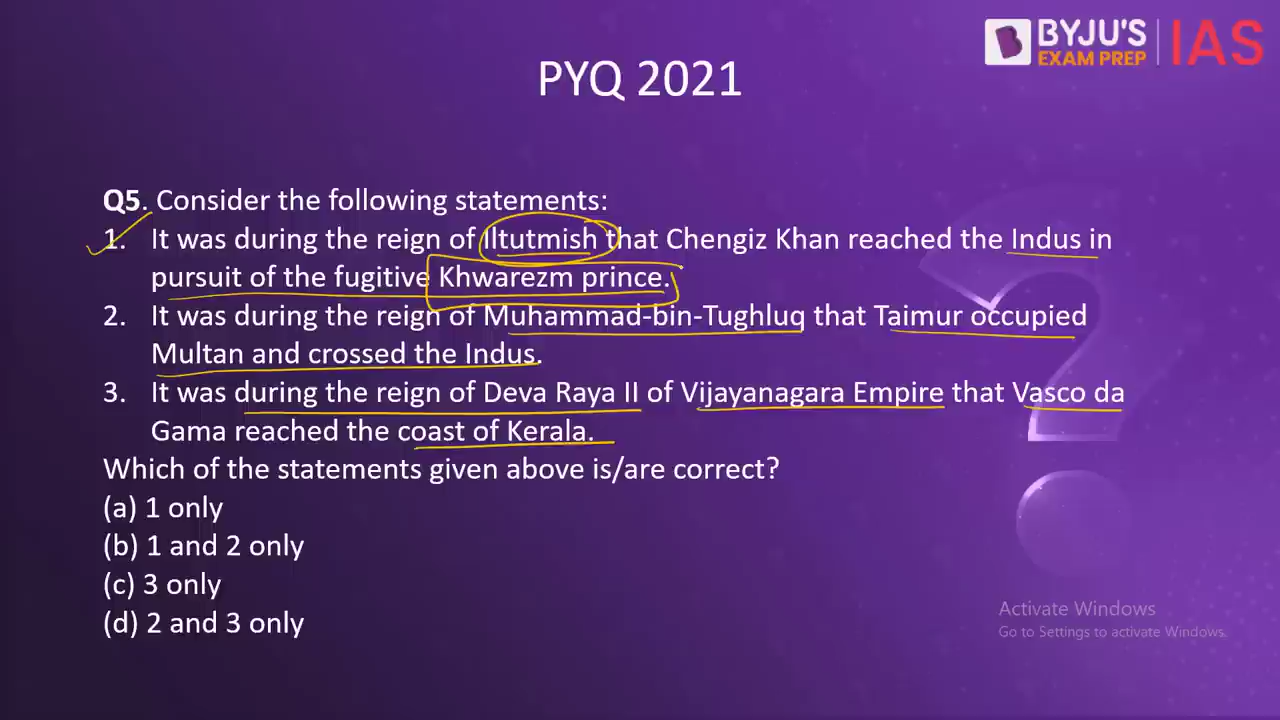 BYJU'S
EXAM PREP
IAS
PYQ 2021
Q5. Consider the following statements:
1. It was during the reign of Iltutmish that Chengiz Khan reached the Indus in
pursuit of the fugitive Khwarezm prince.
2. It was during the reign of Muhammad-bin-Tughluq that Taimur occupied
Multan and crossed the Indus.
3. It was during the reign of Deva Raya II of Vijayanagara Empire that Vasco da
Gama reached the coast of Kerala.
Which of the statements given above is/are correct?
(a) 1 only
(b) 1 and 2 only
(c) 3 only
(d) 2 and 3 only
Activate Windows
Go to Settings to activate Windows.